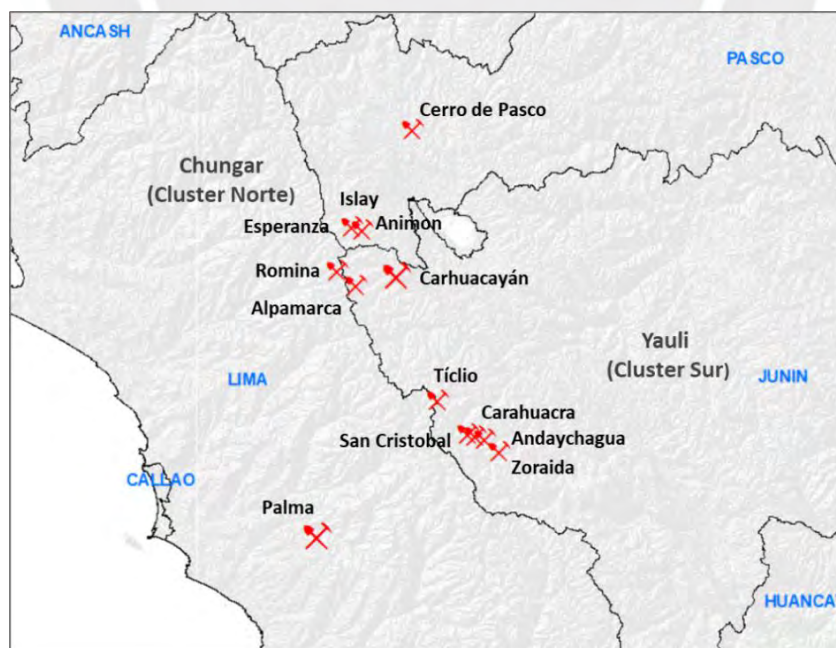 ANCASH
PASCO
Cerro de Pasco
Chungar
(Cluster Norte)
Islay
Esperanza
Animón
Romina
Carhuacayán
Alpamarca
Yauli
(Cluster Sur)
LIMA
Tíclio
JUNIN
Carahuacra
San Cristobal
Andaychagua
Zoraida
CALLAO
Palma
HUANCA